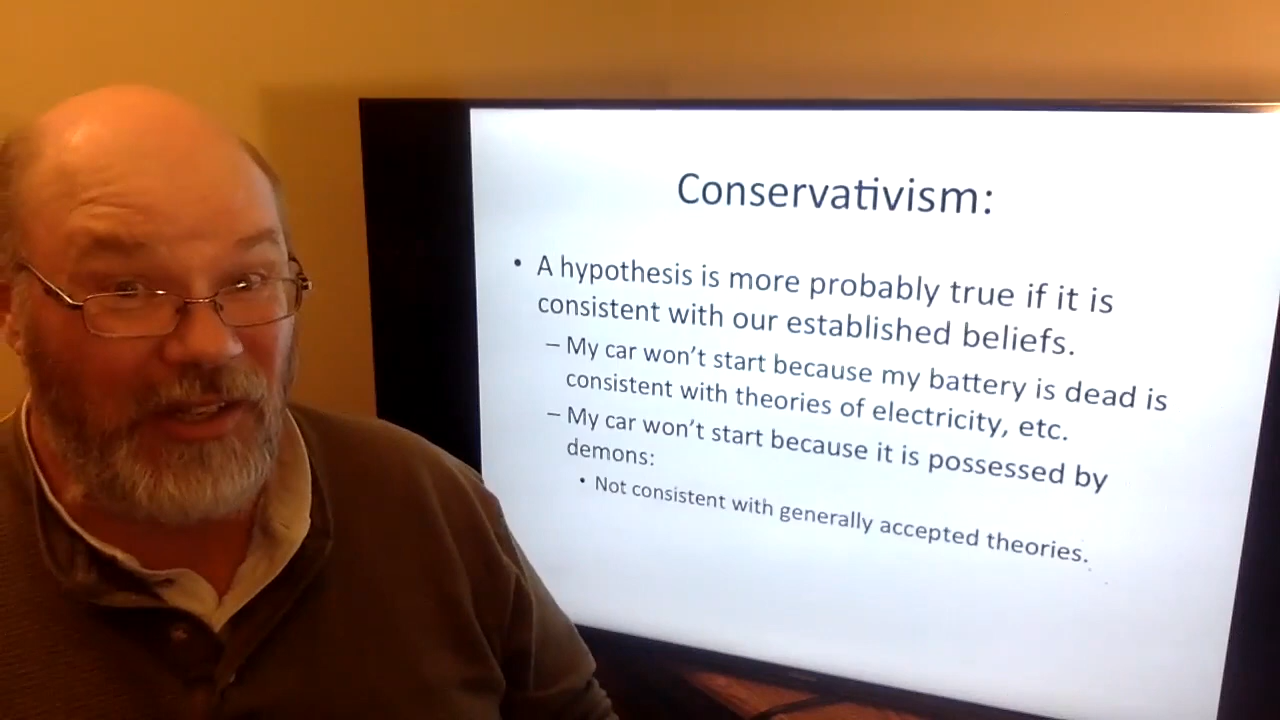 Conservativism:
• A hypothesis is more probably true if it is
consistent with our established beliefs.
– My car won't start because my battery is dead is
consistent with theories of electricity, etc.
– My car won't start because it is possessed by
demons:
• Not consistent with generally accepted theories.